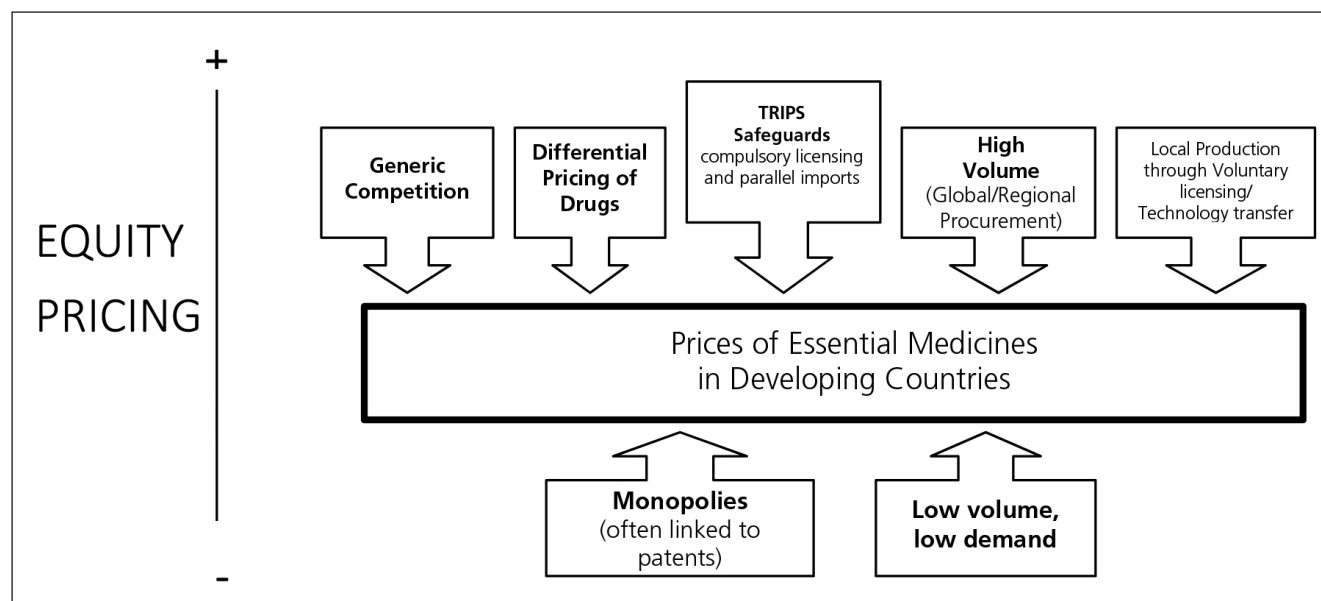 +
EQUITY
PRICING
-
Generic
Competition
Differential
Pricing of
Drugs
TRIPS
Safeguards
compulsory licensing
and parallel imports
High
Volume
(Global/Regional
Procurement)
Local Production
through Voluntary
licensing/
Technology transfer
Prices of Essential Medicines
in Developing Countries
Monopolies
(often linked to
patents)
Low volume,
low demand